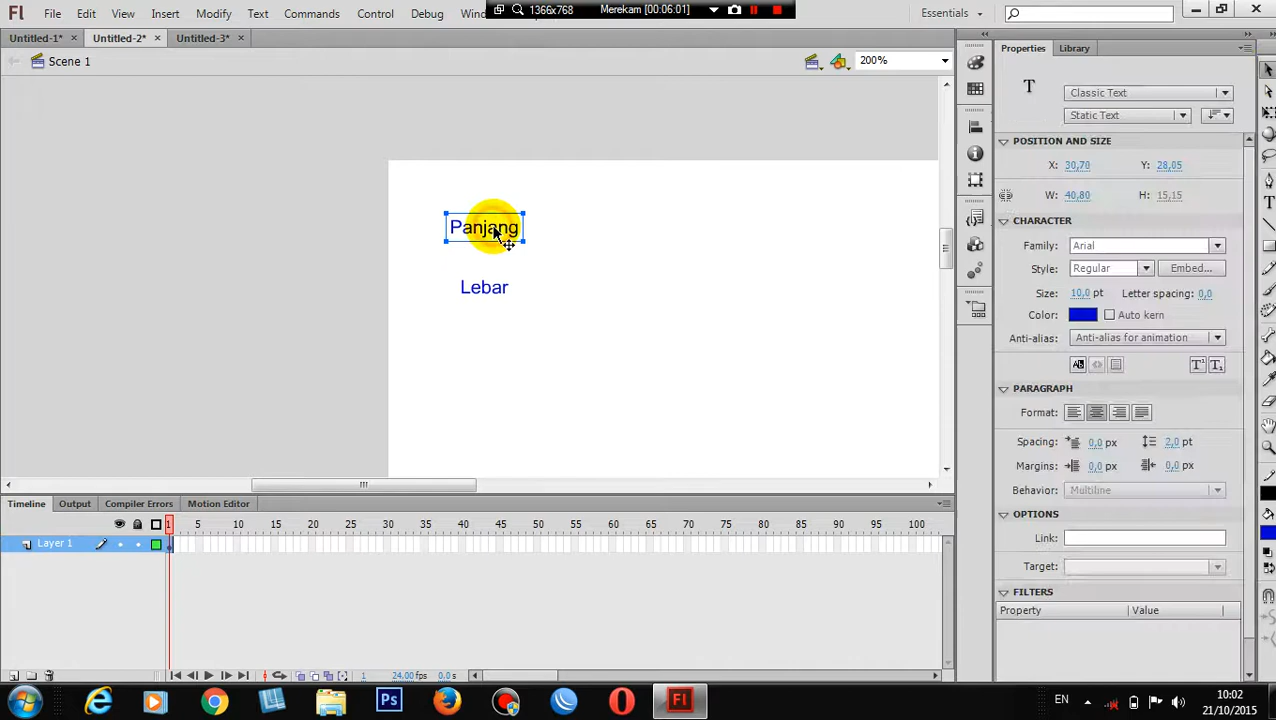 Fl File Edit View Insert Modify Text Commands Control Debug
1366x768 Merekam [00:06:01]
Essentials
Untitled-1* × Untitled-2* × Untitled-3* ×
Scene 1
200%
Panjang
Lebar
Properties Library
T
Classic Text
Static Text
POSITION AND SIZE
X: 30,70 Y: 28,05
W: 40,80 H: 15,15
CHARACTER
Family: Arial
Style: Regular Embed...
Size: 10,0 pt Letter spacing: 0,0
Color: Auto kern
Anti-alias: Anti-alias for animation
PARAGRAPH
Format:
Spacing: 0,0 px 2,0 pt
Margins: 0,0 px 0,0 px
Behavior: Multiline
OPTIONS
Link:
Target:
FILTERS
Property Value
Timeline Output Compiler Errors Motion Editor
1 5 10 15 20 25 30 35 40 45 50 55 60 65 70 75 80 85 90 95 100
Layer 1
1 24,00 fps 0,0 s
Ps Fl
EN
10:02
21/10/2015